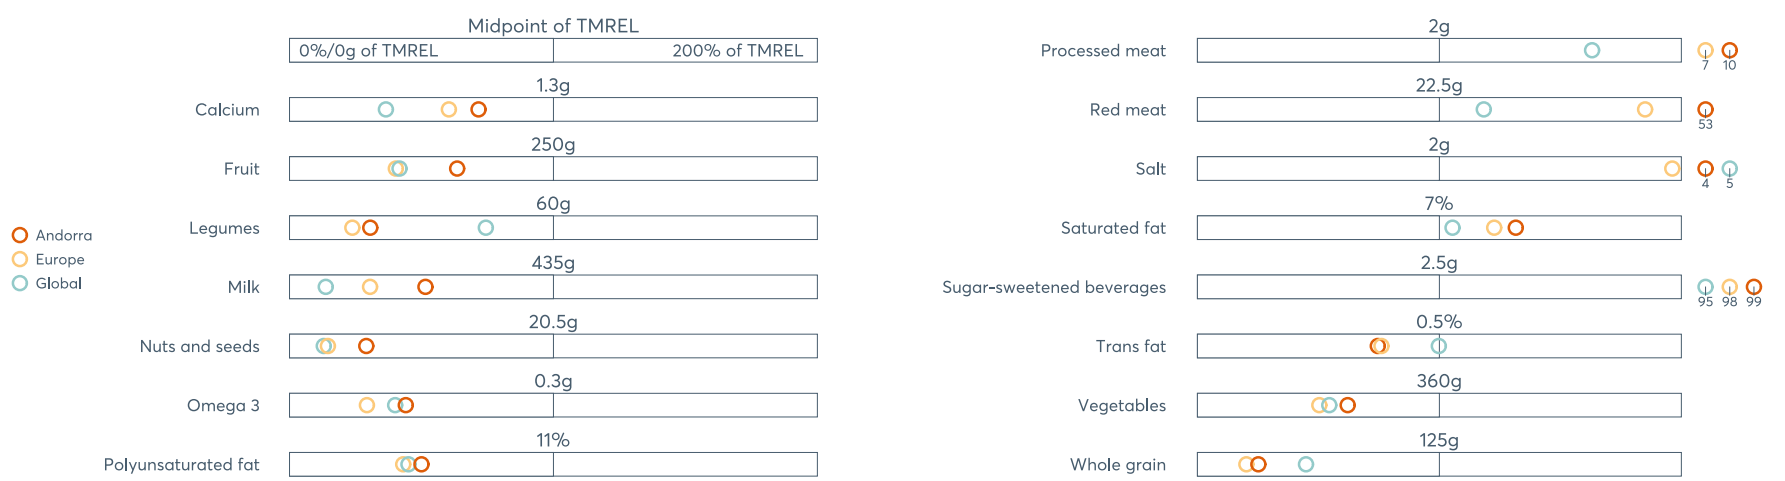 Midpoint of TMREL
0%/0g of TMREL 200% of TMREL
1.3g
Calcium
250g
Fruit
60g
Legumes
435g
Milk
20.5g
Nuts and seeds
0.3g
Omega 3
11%
Polyunsaturated fat
Andorra
Europe
Global
2g
Processed meat
7 10
22.5g
Red meat
53
2g
Salt
4 5
7%
Saturated fat
2.5g
Sugar-sweetened beverages
95 98 99
0.5%
Trans fat
360g
Vegetables
125g
Whole grain